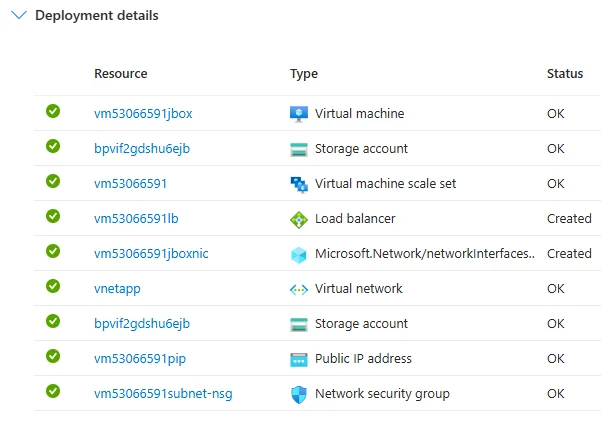 Deployment details
Resource Type Status
vm53066591jbox Virtual machine OK
bpvif2gdshu6ejb Storage account OK
vm53066591 Virtual machine scale set OK
vm53066591lb Load balancer Created
vm53066591jboxnic Microsoft.Network/networkInterfaces.. Created
vnetapp Virtual network OK
bpvif2gdshu6ejb Storage account OK
vm53066591pip Public IP address OK
vm53066591subnet-nsg Network security group OK